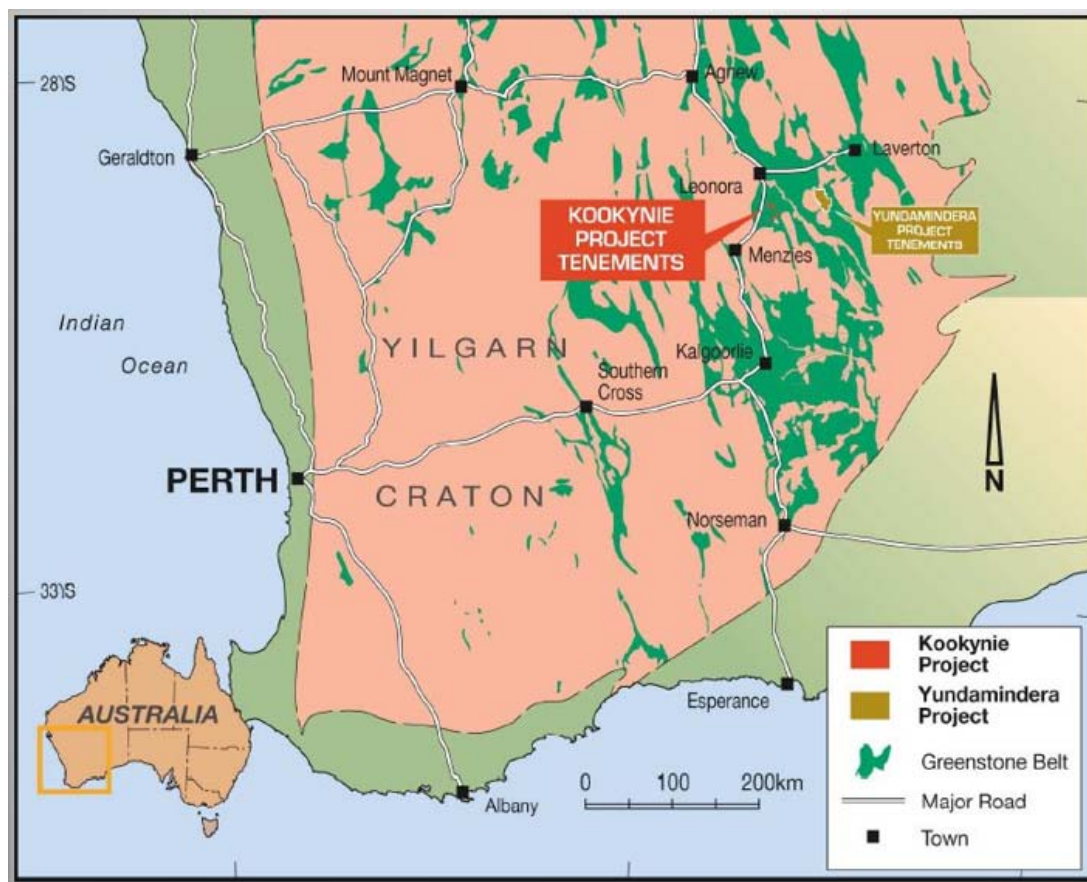 28°S
Mount Magnet
Agnew
Geraldton
Laverton
Leonora
KOOKYNIE
PROJECT
TENEMENTS
YUNDAMINDERA
PROJECT
TENEMENTS
Menzies
Indian
Ocean
YILGARN
Kalgoorlie
Southern
Cross
PERTH
CRATON
N
Norseman
33°S
AUSTRALIA
Esperance
Albany
0 100 200km
Kookynie
Project
Yundamindera
Project
Greenstone Belt
Major Road
Town